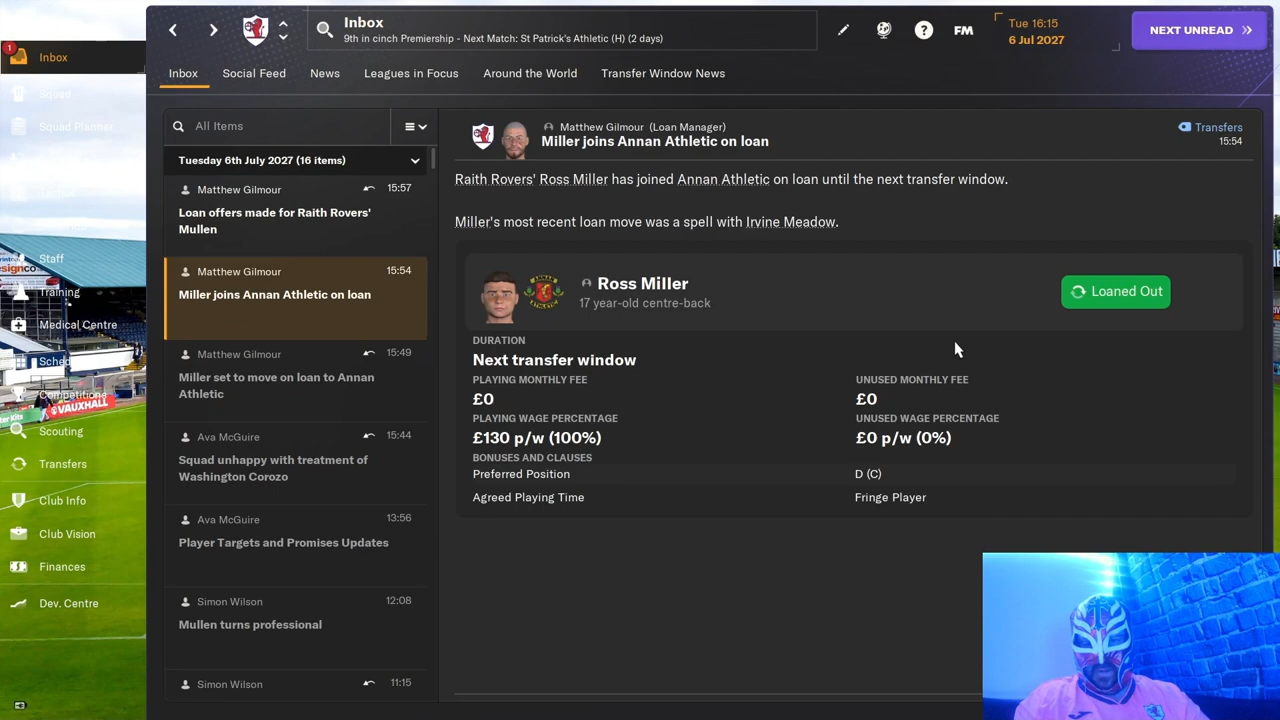 Inbox
9th in cinch Premiership - Next Match: St Patrick's Athletic (H) (2 days)
FM
Tue 16:15
6 Jul 2027
NEXT UNREAD
1
Inbox
Squad
Squad Planner
Staff
Training
Medical Centre
Sched
Competitions
Scouting
Transfers
Club Info
Club Vision
Finances
Dev. Centre
VAUXHALL
Inbox
Social Feed
News
Leagues in Focus
Around the World
Transfer Window News
All Items
Tuesday 6th July 2027 (16 items)
Matthew Gilmour
15:57
Loan offers made for Raith Rovers'
Mullen
Matthew Gilmour
15:54
Miller joins Annan Athletic on loan
Matthew Gilmour
15:49
Miller set to move on loan to Annan
Athletic
Ava McGuire
15:44
Squad unhappy with treatment of
Washington Corozo
Ava McGuire
13:56
Player Targets and Promises Updates
Simon Wilson
12:08
Mullen turns professional
Simon Wilson
11:15
Matthew Gilmour (Loan Manager)
Miller joins Annan Athletic on loan
Transfers
15:54
Raith Rovers' Ross Miller has joined Annan Athletic on loan until the next transfer window.
Miller's most recent loan move was a spell with Irvine Meadow.
Ross Miller
17 year-old centre-back
Loaned Out
DURATION
Next transfer window
PLAYING MONTHLY FEE
£0
UNUSED MONTHLY FEE
£0
PLAYING WAGE PERCENTAGE
£130 p/w (100%)
UNUSED WAGE PERCENTAGE
£0 p/w (0%)
BONUSES AND CLAUSES
Preferred Position
D (C)
Agreed Playing Time
Fringe Player